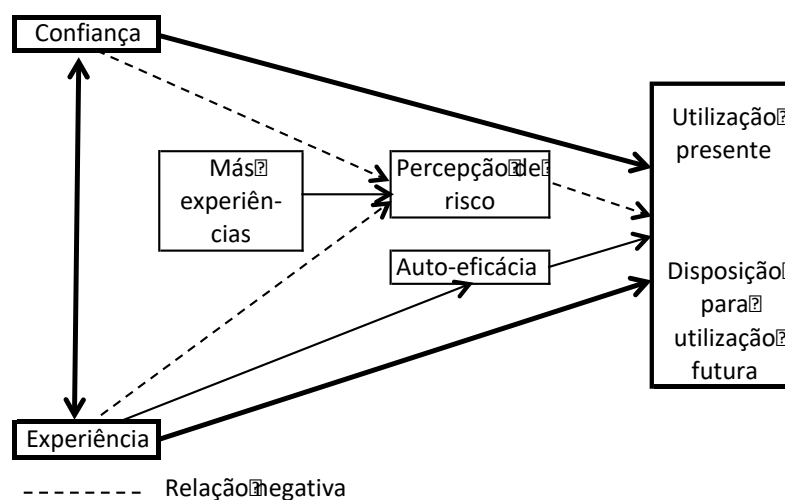 Confiança
Utilização
presente
Más
experiên-
cias
Percepção de
risco
Auto-eficácia
Disposição
para
utilização
futura
Experiência
Relação negativa